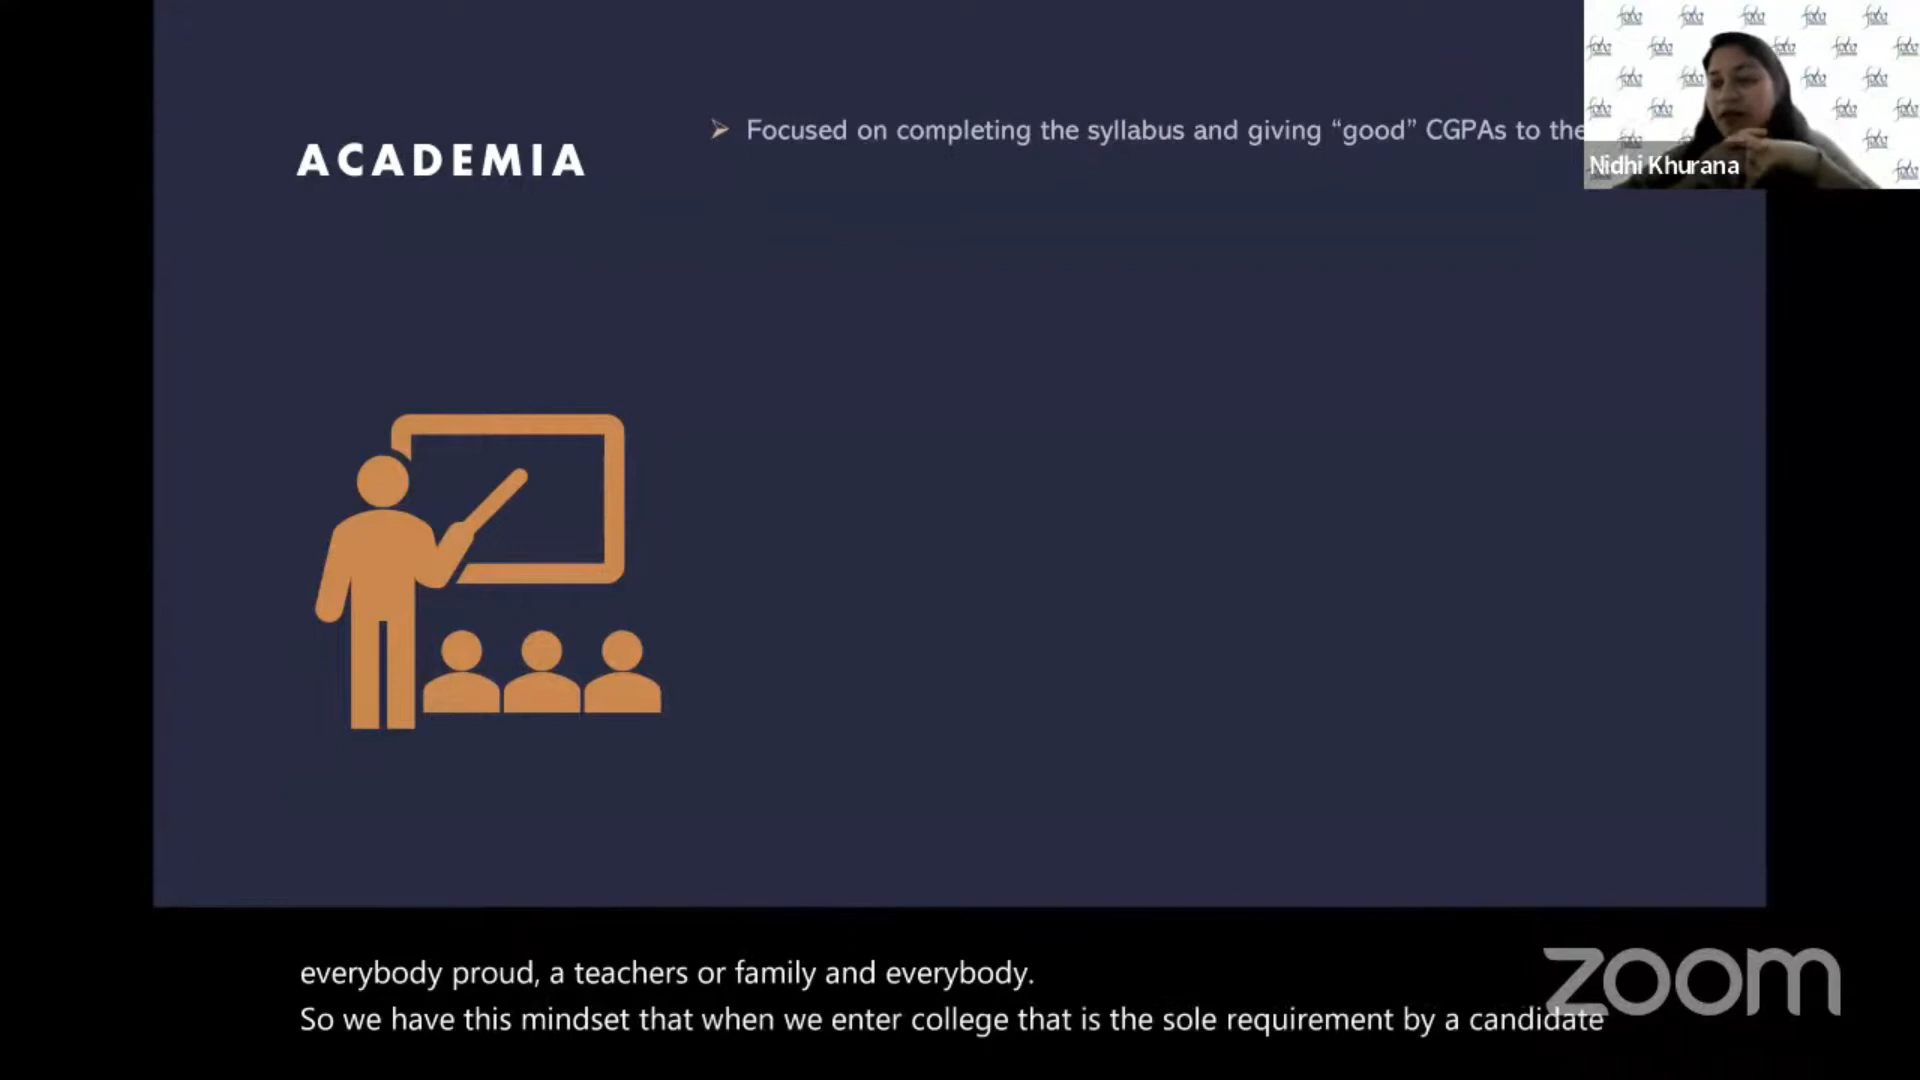 ACADEMIA
➤ Focused on completing the syllabus and giving “good” CGPAs to the
Nidhi Khurana
everybody proud, a teachers or family and everybody.
So we have this mindset that when we enter college that is the sole requirement by a candidate
zoom